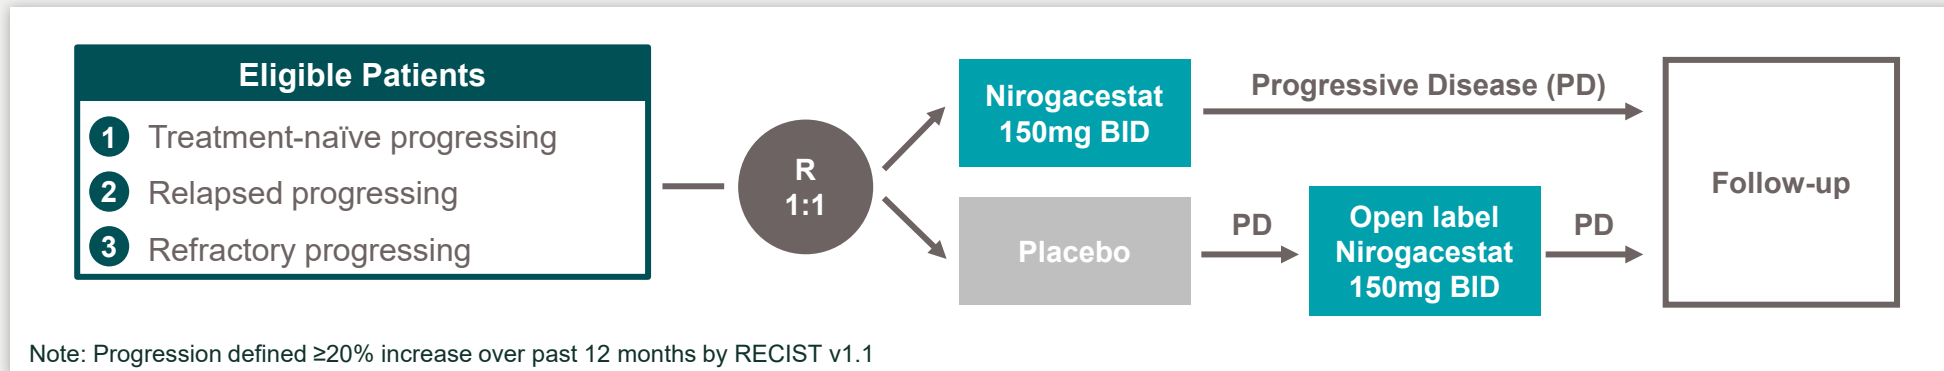 Eligible Patients
1 Treatment-naïve progressing
2 Relapsed progressing
3 Refractory progressing
R
1:1
Nirogacestat
150mg BID
Progressive Disease (PD)
Placebo
PD
Open label
Nirogacestat
150mg BID
PD
Follow-up
Note: Progression defined ≥20% increase over past 12 months by RECIST v1.1